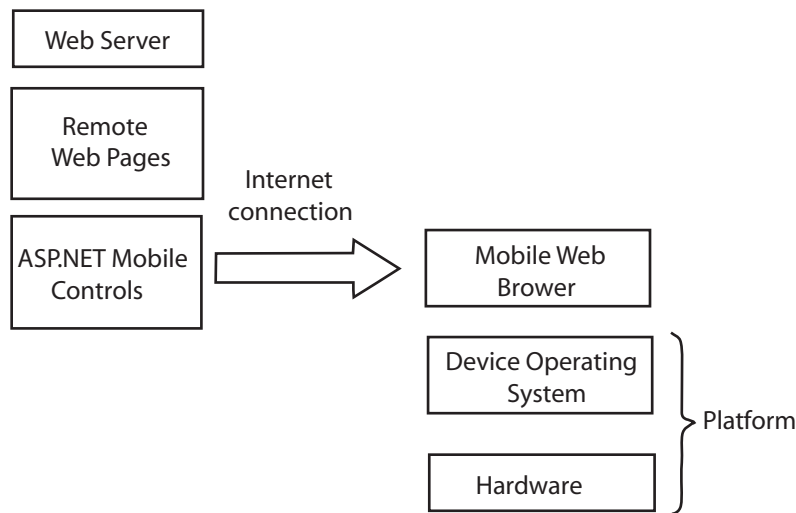 Web Server
Remote
Web Pages
ASP.NET Mobile
Controls
Internet
connection
Mobile Web
Brower
Device Operating
System
Platform
Hardware